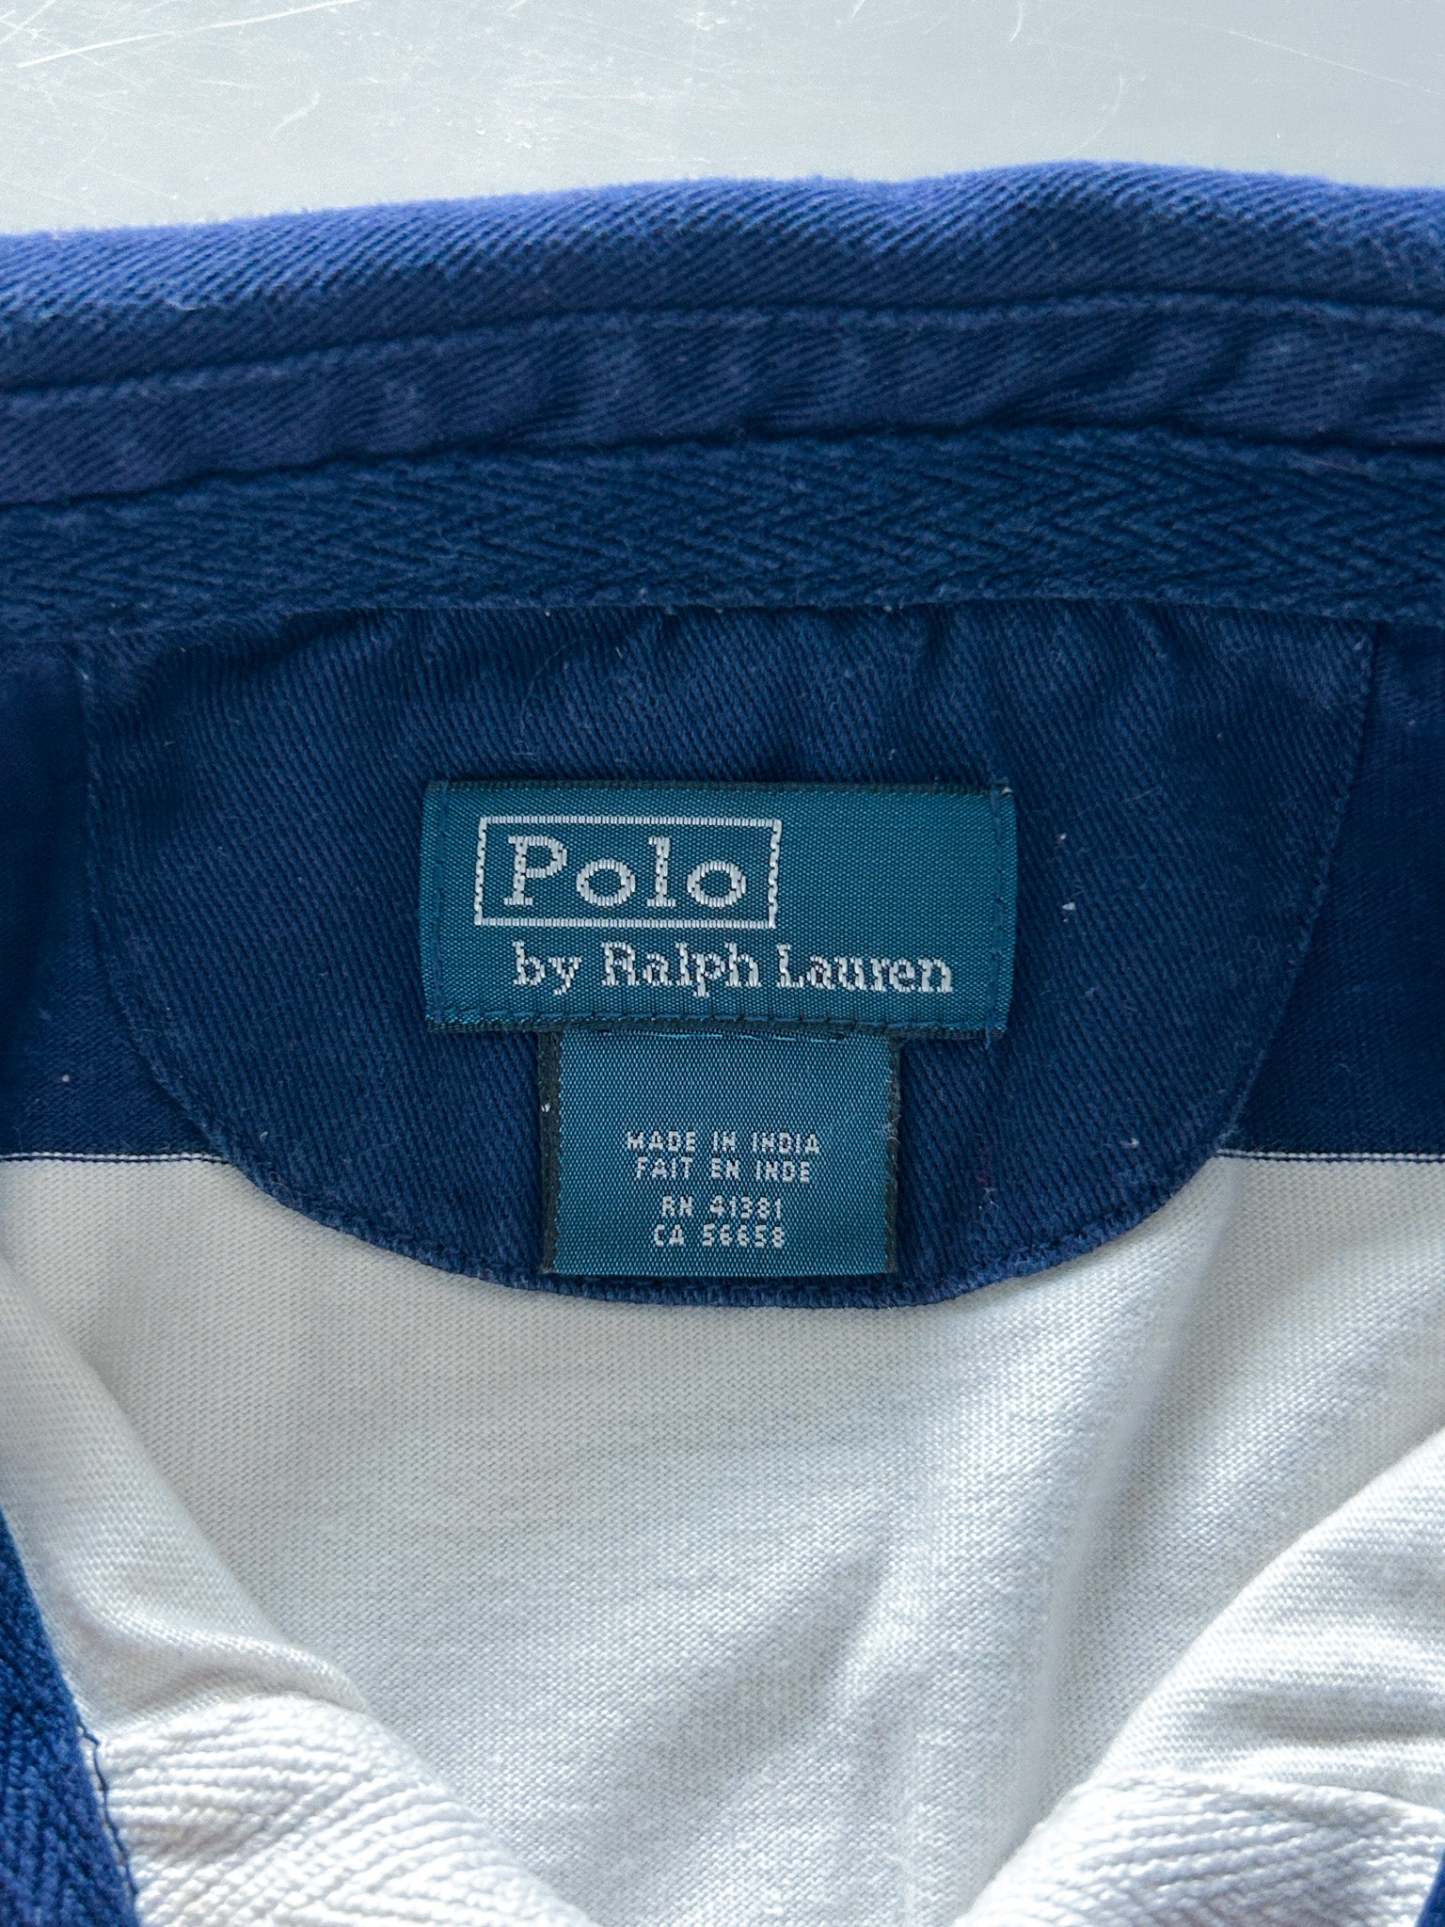 Polo
by Ralph Lauren
MADE IN INDIA
FAIT EN INDE
RN 41381
CA 56658